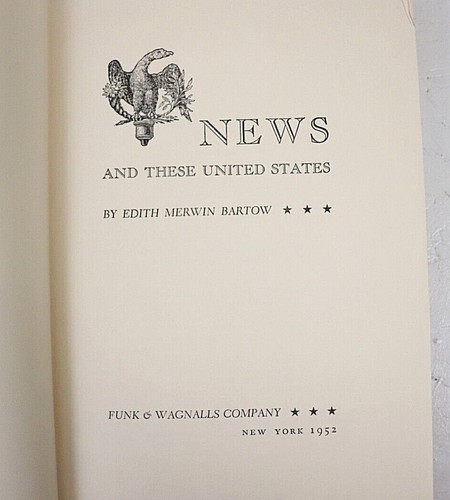 NEWS
AND THESE UNITED STATES
BY EDITH MERWIN BARTOW ★ ★ ★
FUNK & WAGNALLS COMPANY ★ ★ ★
NEW YORK 1952